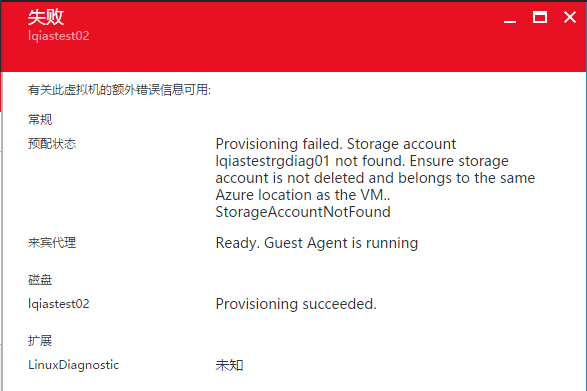 失败
lqiastest02
有关此虚拟机的额外错误信息可用:
常规
预配状态
Provisioning failed. Storage account
lqiastestrgdiag01 not found. Ensure storage
account is not deleted and belongs to the same
Azure location as the VM..
StorageAccountNotFound
来宾代理
Ready. Guest Agent is running
磁盘
lqiastest02
Provisioning succeeded.
扩展
LinuxDiagnostic
未知